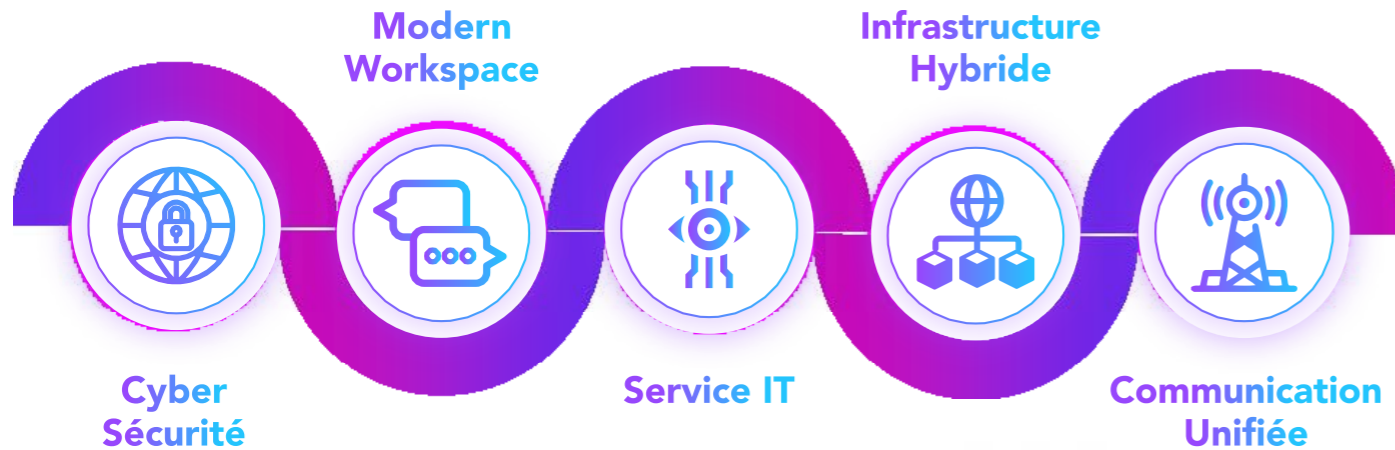 Modern
Workspace
Infrastructure
Hybride
Cyber
Sécurité
Service IT
Communication
Unifiée